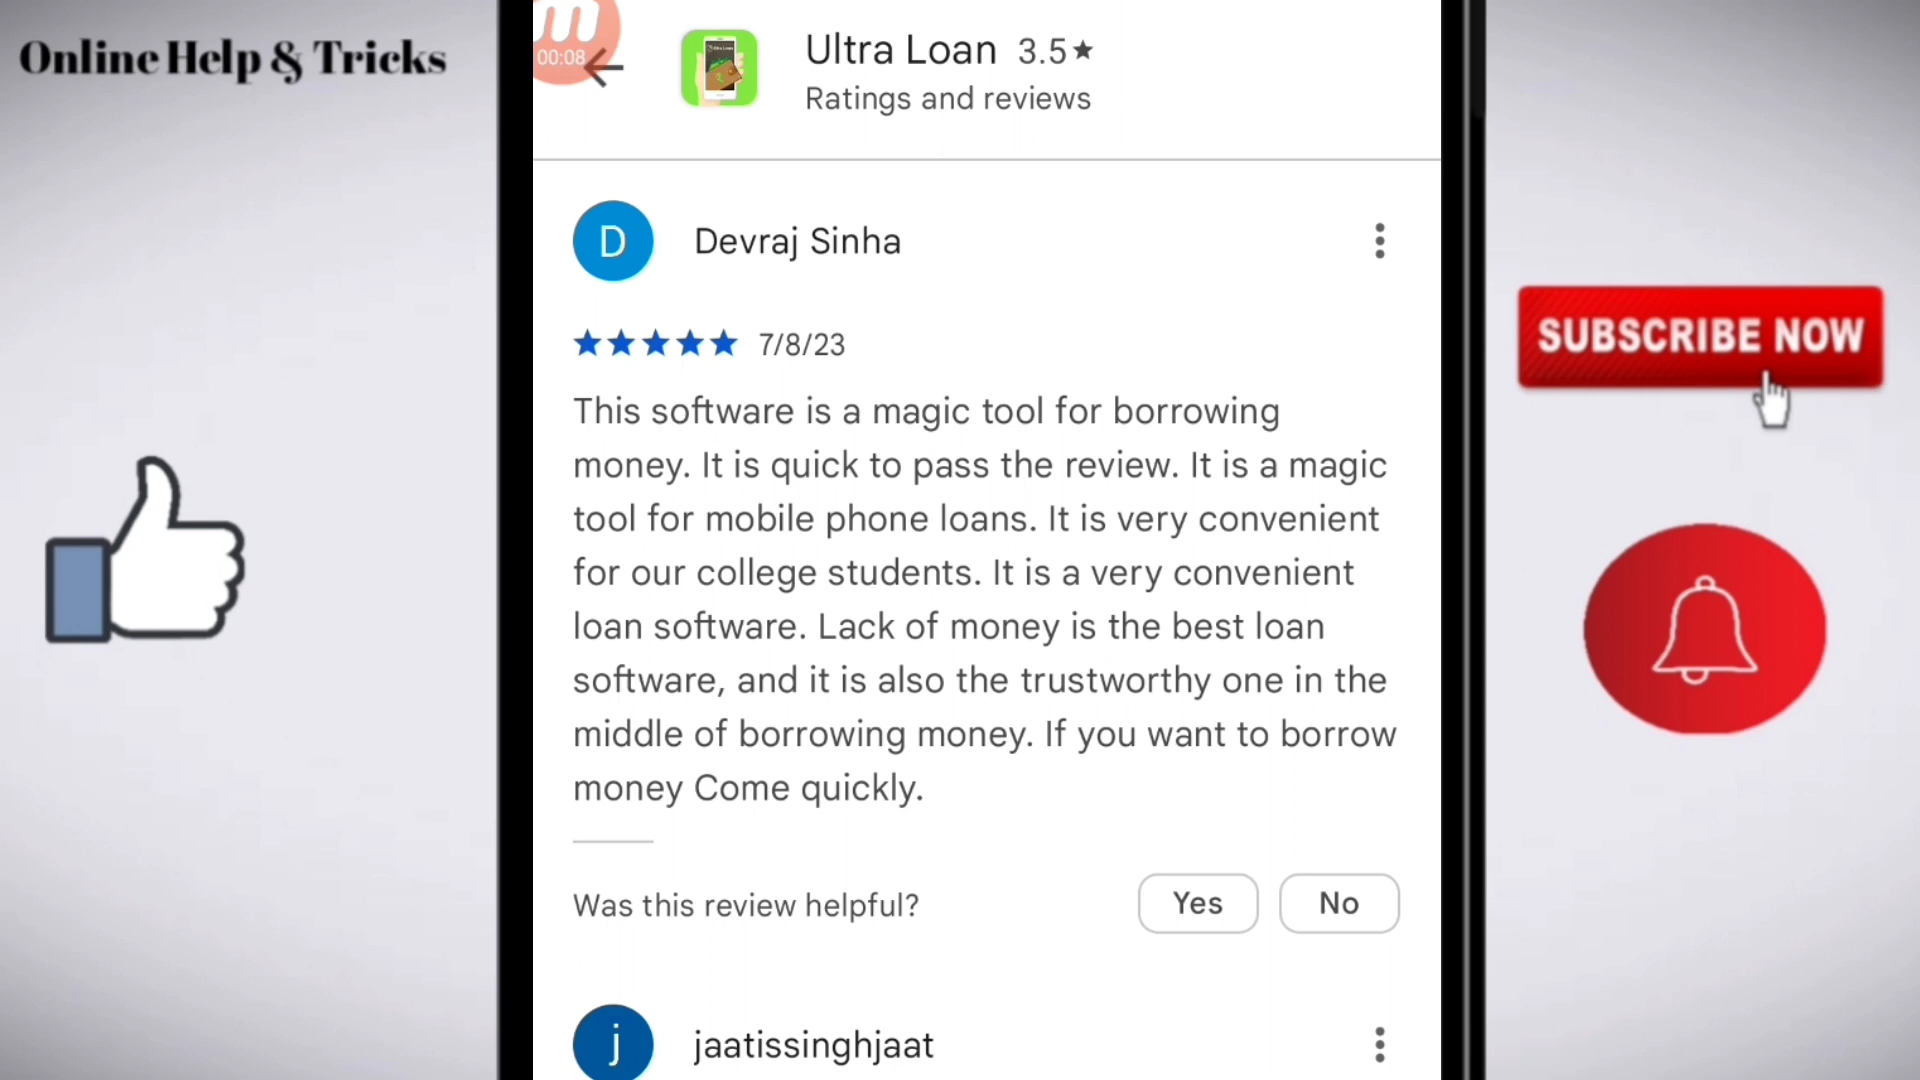 Online Help & Tricks
00:08
Ultra Loan 3.5★
Ratings and reviews
D
Devraj Sinha
7/8/23
This software is a magic tool for borrowing
money. It is quick to pass the review. It is a magic
tool for mobile phone loans. It is very convenient
for our college students. It is a very convenient
loan software. Lack of money is the best loan
software, and it is also the trustworthy one in the
middle of borrowing money. If you want to borrow
money Come quickly.
Was this review helpful?
Yes
No
j
jaatissinghjaat
SUBSCRIBE NOW